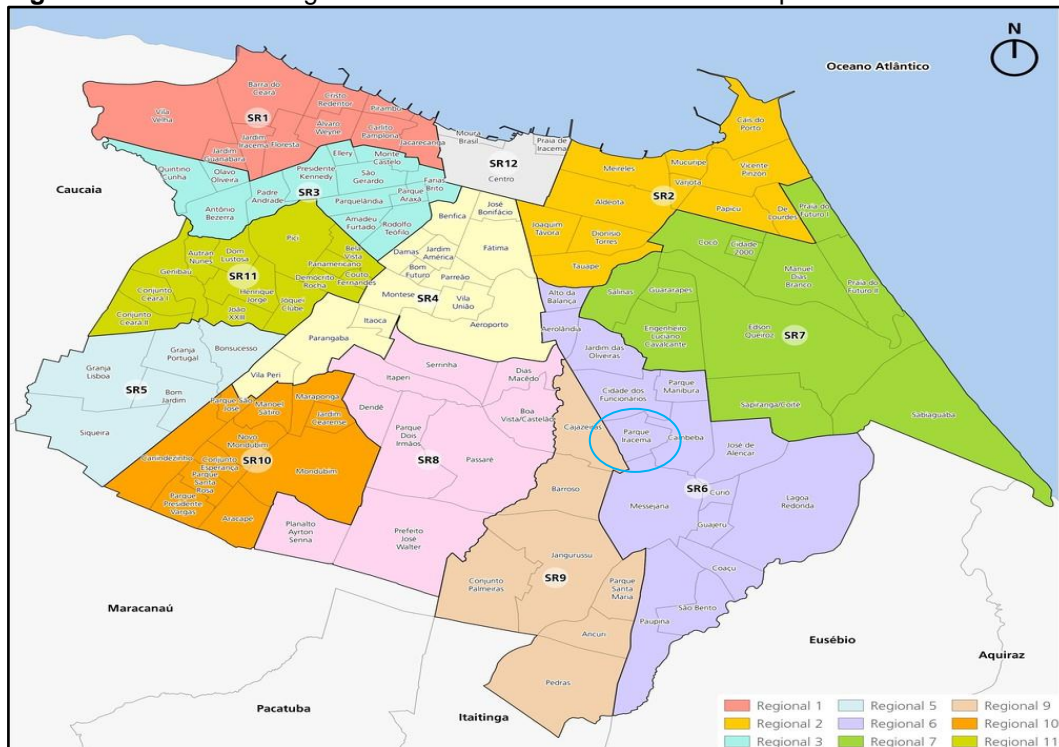 N
Oceano Atlântico
Caucaia
Barra do
Ceará
Vila
Velha
SR1
Cristo
Redentor
Pirambu
Álvaro
Weyne
Carlito
Pamplona
Jacarecanga
Jardim
Iracema
Floresta
Jardim
Guanabara
Moura
Brasil
Praia de
Iracema
SR12
Centro
Cais do
Porto
Meireles
Mucuripe
Varjota
Vicente
Pinzón
SR2
Aldeota
Papicu
De
Lourdes
Joaquim
Távora
Dionísio
Torres
Tauape
Quintino
Cunha
Olavo
Oliveira
Antônio
Bezerra
Padre
Andrade
Presidente
Kennedy
SR3
Ellery
Monte
Castelo
São
Gerardo
Parquelândia
Parque
Araxá
Farias
Brito
Amadeu
Furtado
Rodolfo
Teófilo
José
Bonifácio
Benfica
Fátima
Damas
Jardim
América
Bom
Futuro
Parreão
Montese
SR4
Vila
União
Aeroporto
Itaoca
Parangaba
Vila Peri
Pici
Autran
Nunes
Dom
Lustosa
Genibaú
SR11
Henrique
Jorge
Conjunto
Ceará I
Conjunto
Ceará II
João
XXIII
Jóquei
Clube
Democrito
Rocha
Bela
Vista
Panamericano
Couto
Fernandes
Praia do
Futuro I
Cocó
Cidade
2000
Manuel
Dias
Branco
Praia do
Futuro II
Salinas
Guararapes
Engenheiro
Luciano
Cavalcante
Edson
Queiroz
SR7
Sapiranga/Coité
Sabiaguaba
Granja
Portugal
Bonsucesso
Granja
Lisboa
SR5
Bom
Jardim
Siqueira
Parque São
José
Manoel
Sátiro
Maraponga
Jardim
Cearense
Novo
Mondubim
Canindezinho
Conjunto
Esperança
SR10
Parque
Santa
Rosa
Mondubim
Parque
Presidente
Vargas
Aracapé
Serrinha
Itaperi
Dias
Macêdo
Dendê
Boa
Vista/Castelão
Parque
Dois
Irmãos
SR8
Passaré
Planalto
Ayrton
Senna
Prefeito
José
Walter
Alto da
Balança
Aerolândia
Jardim das
Oliveiras
Cidade dos
Funcionários
Parque
Manibura
Parque
Iracema
Cambeba
José de
Alencar
SR6
Curió
Messejana
Lagoa
Redonda
Guajeru
Coaçu
São Bento
Paupina
Cajazeiras
Barroso
Jangurussu
Conjunto
Palmeiras
SR9
Parque
Santa
Maria
Ancuri
Pedras
Maracanaú
Pacatuba
Itaitinga
Eusébio
Aquiraz
Regional 1
Regional 2
Regional 3
Regional 5
Regional 6
Regional 7
Regional 9
Regional 10
Regional 11